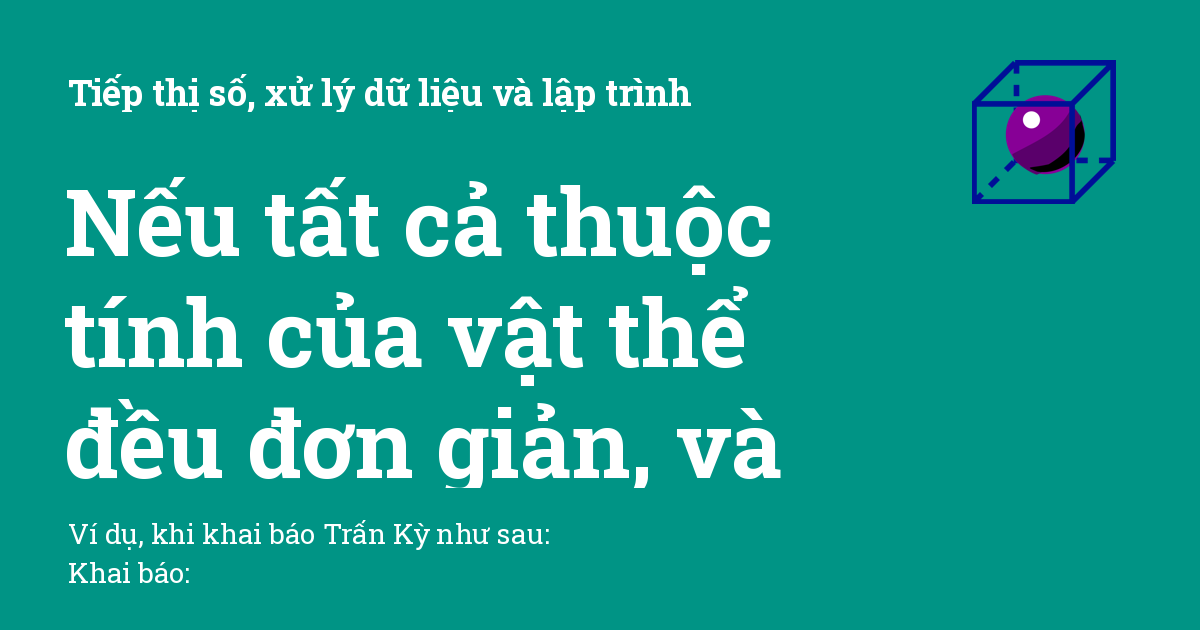 Tiếp thị số, xử lý dữ liệu và lập trình
Nếu tất cả thuộc
tính của vật thể
đều đơn giản, và
Ví dụ, khi khai báo Trấn Kỳ như sau:
Khai báo: